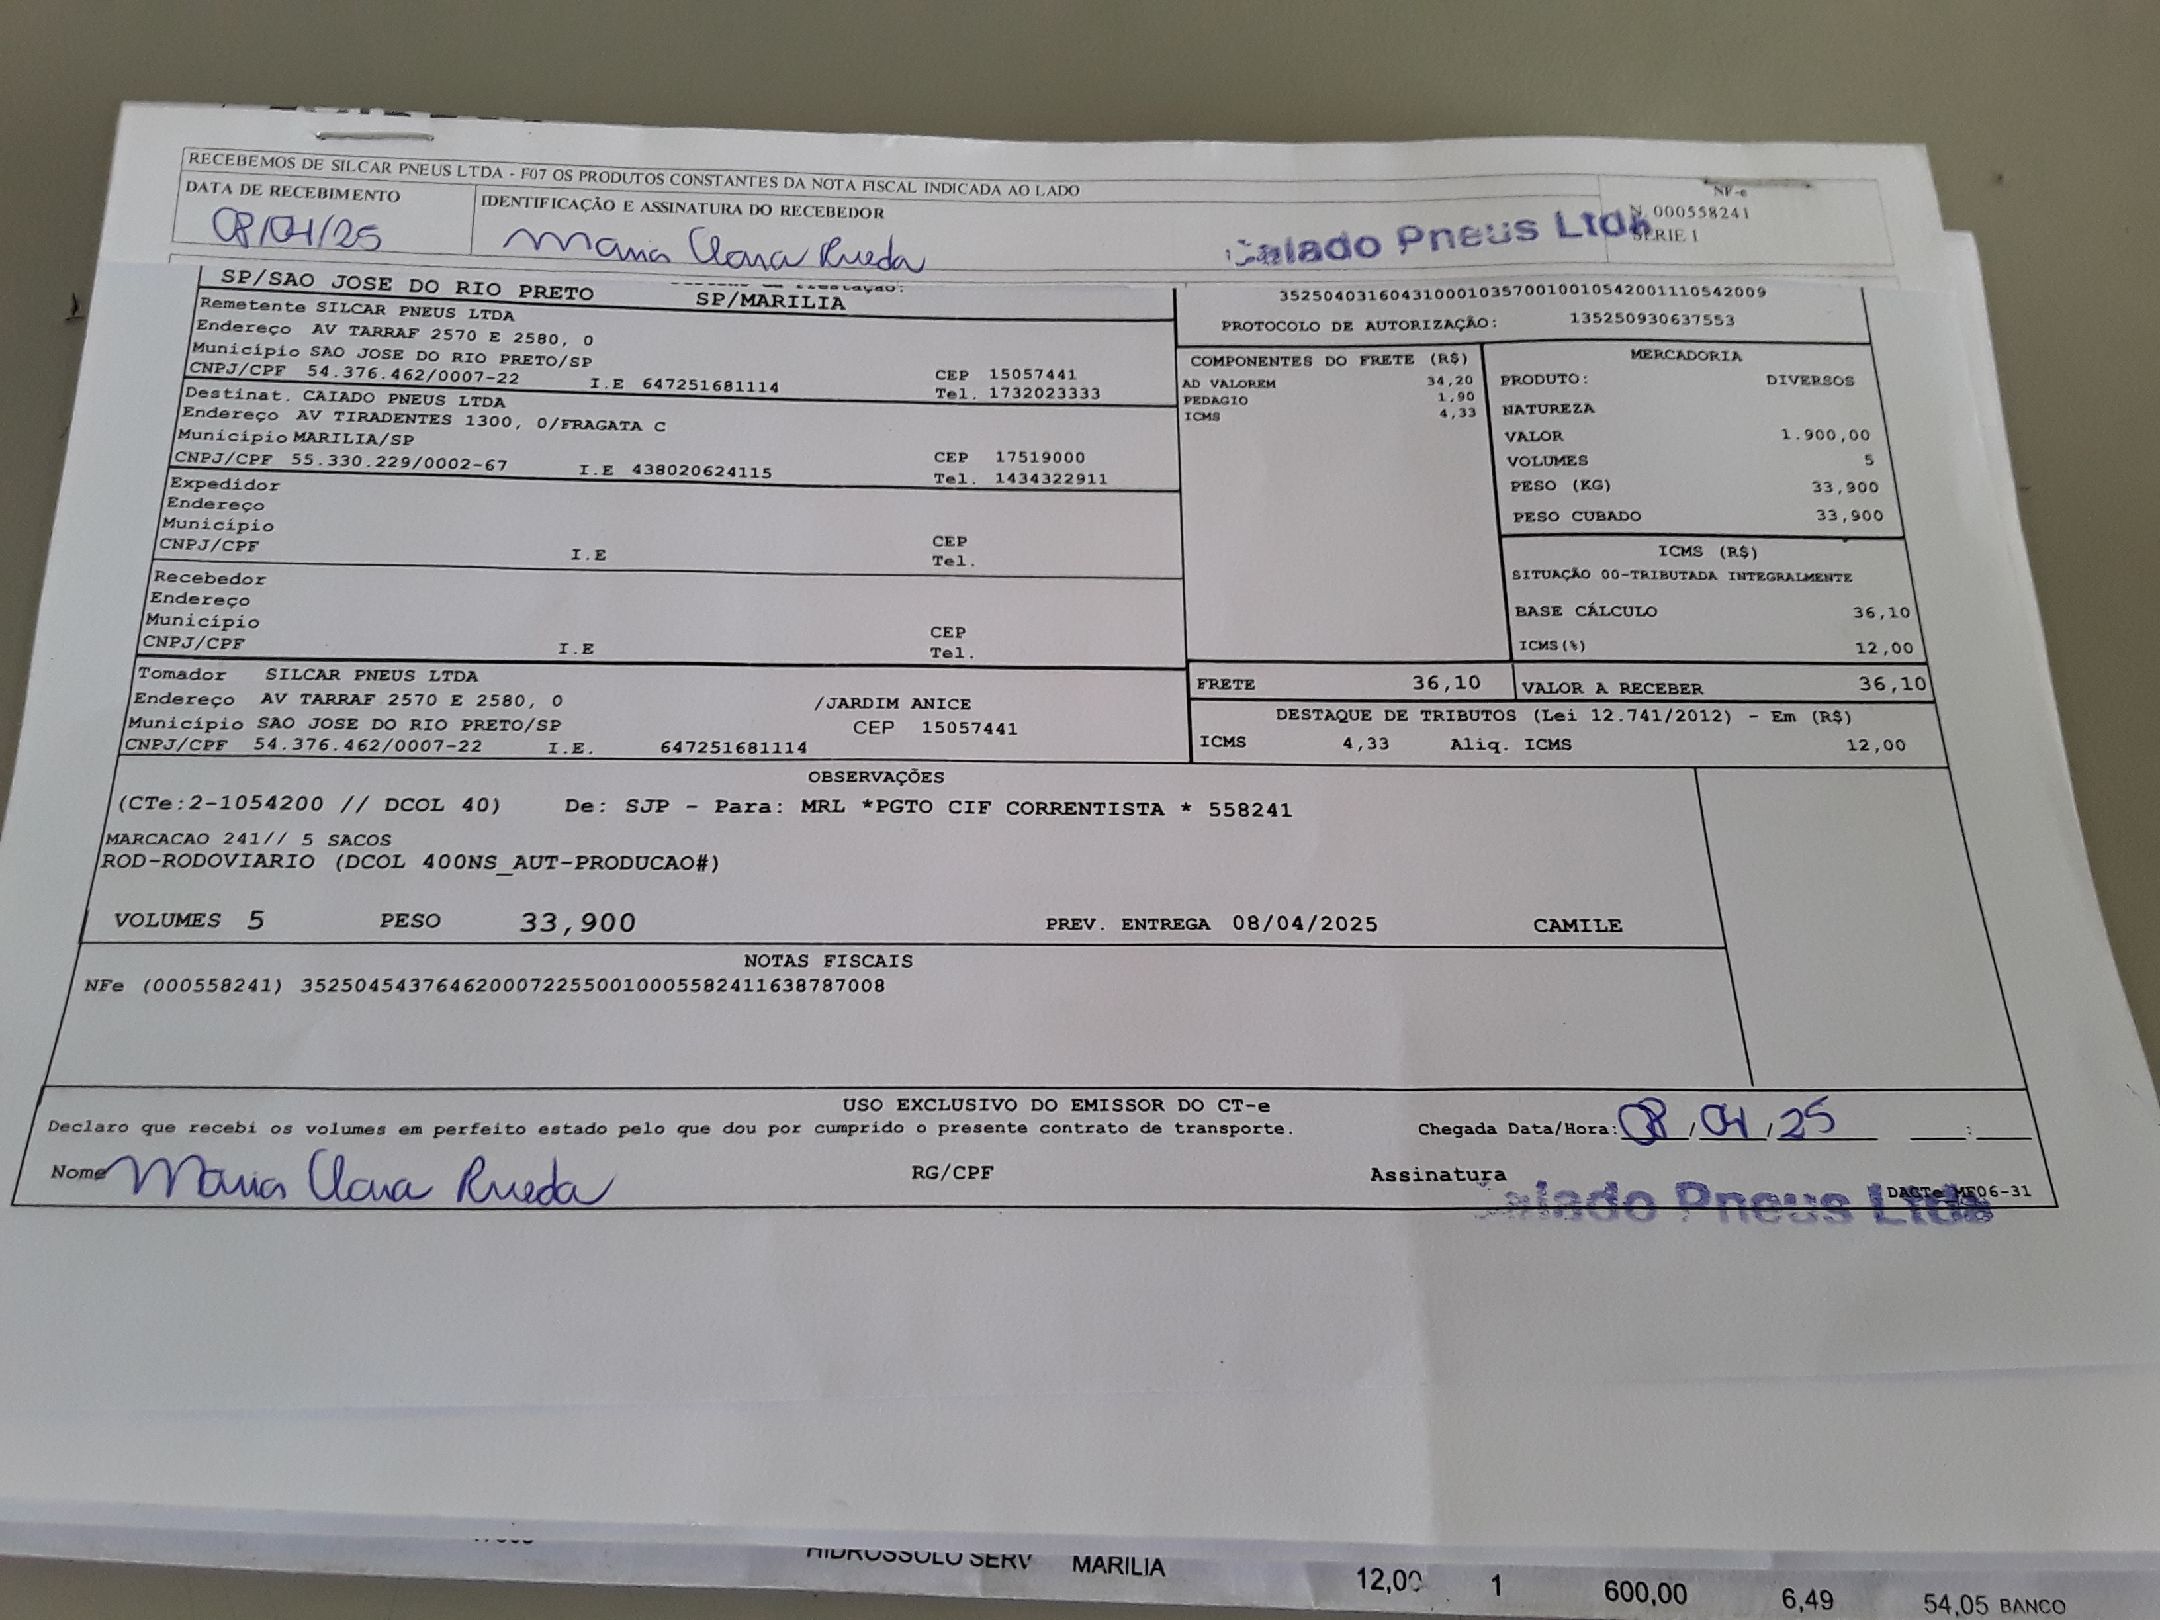 RECEBEMOS DE SILCAR PNEUS LTDA - F07 OS PRODUTOS CONSTANTES DA NOTA FISCAL INDICADA AO LADO
NF-e
N. 000558241
SERIE 1
DATA DE RECEBIMENTO
08/04/25
IDENTIFICAÇÃO E ASSINATURA DO RECEBEDOR
Maria Clara Rueda
Caiado Pneus Ltda
SP/SAO JOSE DO RIO PRETO
SP/MARILIA
Remetente SILCAR PNEUS LTDA
Endereço AV TARRAF 2570 E 2580, 0
Município SAO JOSE DO RIO PRETO/SP
CEP 15057441
CNPJ/CPF 54.376.462/0007-22 I.E 647251681114
Tel. 1732023333
Destinat. CAIADO PNEUS LTDA
Endereço AV TIRADENTES 1300, 0/FRAGATA C
Município MARILIA/SP
CEP 17519000
CNPJ/CPF 55.330.229/0002-67 I.E 438020624115
Tel. 1434322911
Expedidor
Endereço
Município
CEP
CNPJ/CPF I.E
Tel.
Recebedor
Endereço
Município
CEP
CNPJ/CPF I.E
Tel.
Tomador SILCAR PNEUS LTDA
Endereço AV TARRAF 2570 E 2580, 0 /JARDIM ANICE
Município SAO JOSE DO RIO PRETO/SP CEP 15057441
CNPJ/CPF 54.376.462/0007-22 I.E. 647251681114
35250403160431000103570010010542001110542009
PROTOCOLO DE AUTORIZAÇÃO: 135250930637553
COMPONENTES DO FRETE (R$)
AD VALOREM 34,20
PEDAGIO 1,90
ICMS 4,33
MERCADORIA
PRODUTO: DIVERSOS
NATUREZA
VALOR 1.900,00
VOLUMES 5
PESO (KG) 33,900
PESO CUBADO 33,900
ICMS (R$)
SITUAÇÃO 00-TRIBUTADA INTEGRALMENTE
BASE CÁLCULO 36,10
ICMS(%) 12,00
FRETE 36,10 VALOR A RECEBER 36,10
DESTAQUE DE TRIBUTOS (Lei 12.741/2012) - Em (R$)
ICMS 4,33 Aliq. ICMS 12,00
OBSERVAÇÕES
(CTe:2-1054200 // DCOL 40) De: SJP - Para: MRL *PGTO CIF CORRENTISTA * 558241
MARCACAO 241// 5 SACOS
ROD-RODOVIARIO (DCOL 400NS_AUT-PRODUCAO#)
VOLUMES 5 PESO 33,900 PREV. ENTREGA 08/04/2025 CAMILE
NOTAS FISCAIS
NFe (000558241) 35250454376462000722550010005582411638787008
USO EXCLUSIVO DO EMISSOR DO CT-e
Declaro que recebi os volumes em perfeito estado pelo que dou por cumprido o presente contrato de transporte.
Chegada Data/Hora: 08/04/25 __:__
Nome Maria Clara Rueda RG/CPF Assinatura
Caiado Pneus Ltda
DACTe MF06-31
HIDROSSOLO SERV MARILIA 12,00 1 600,00 6,49 54,05 BANCO